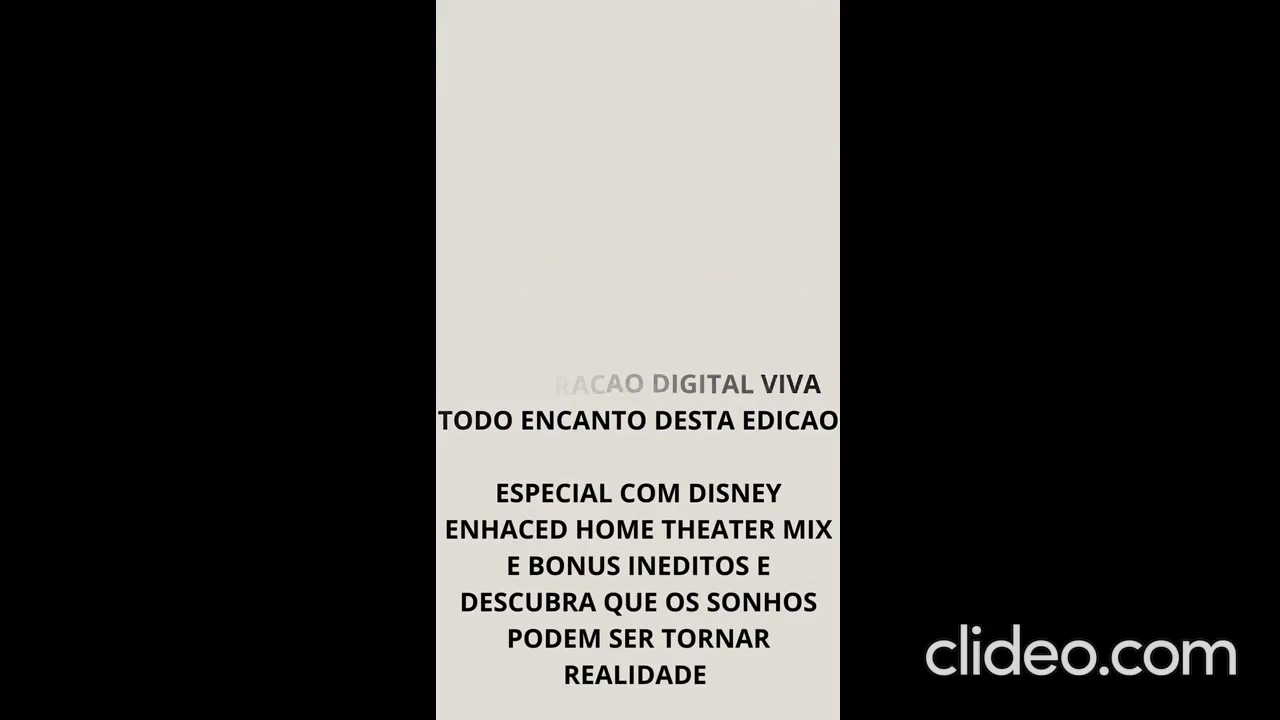 DIGITAL VIVA
TODO ENCANTO DESTA EDICAO
ESPECIAL COM DISNEY
ENHACED HOME THEATER MIX
E BONUS INEDITOS E
DESCUBRA QUE OS SONHOS
PODEM SER TORNAR
REALIDADE
clideo.com